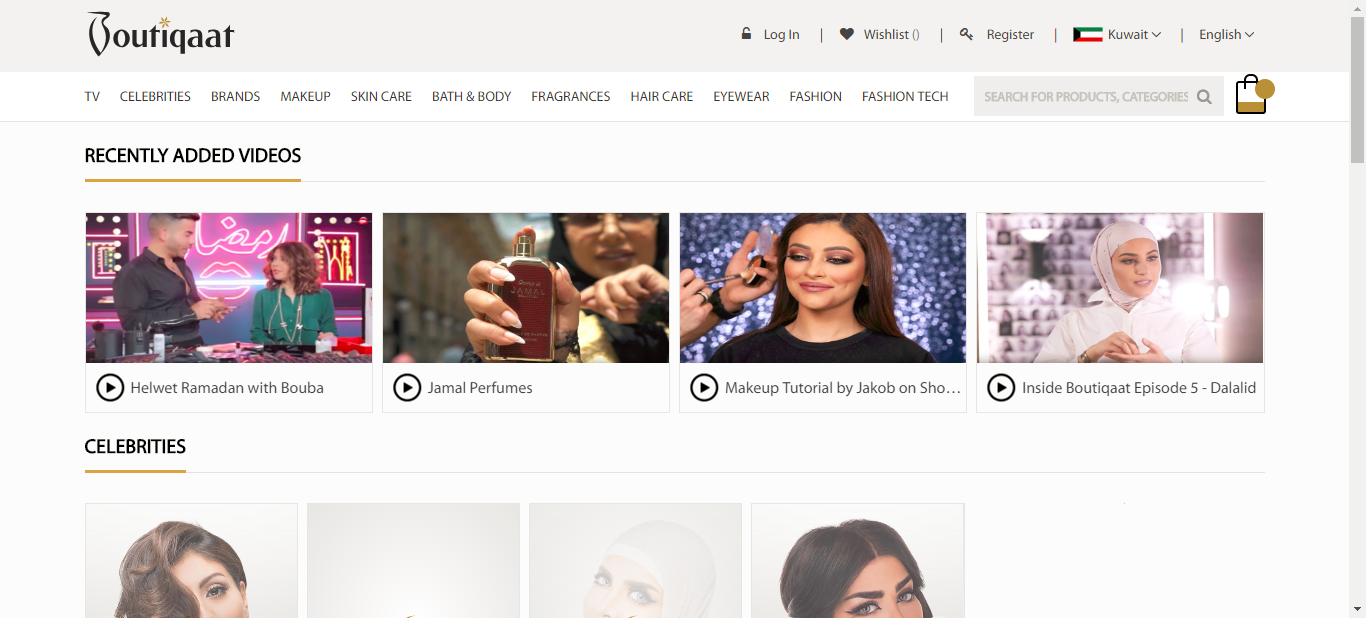 Boutiqaat
Log In | Wishlist () | Register | Kuwait | English
TV CELEBRITIES BRANDS MAKEUP SKIN CARE BATH & BODY FRAGRANCES HAIR CARE EYEWEAR FASHION FASHION TECH SEARCH FOR PRODUCTS, CATEGORIES
RECENTLY ADDED VIDEOS
رمضان
JAMAL
Helwet Ramadan with Bouba
Jamal Perfumes
Makeup Tutorial by Jakob on Sho...
Inside Boutiqaat Episode 5 - Dalalid
CELEBRITIES